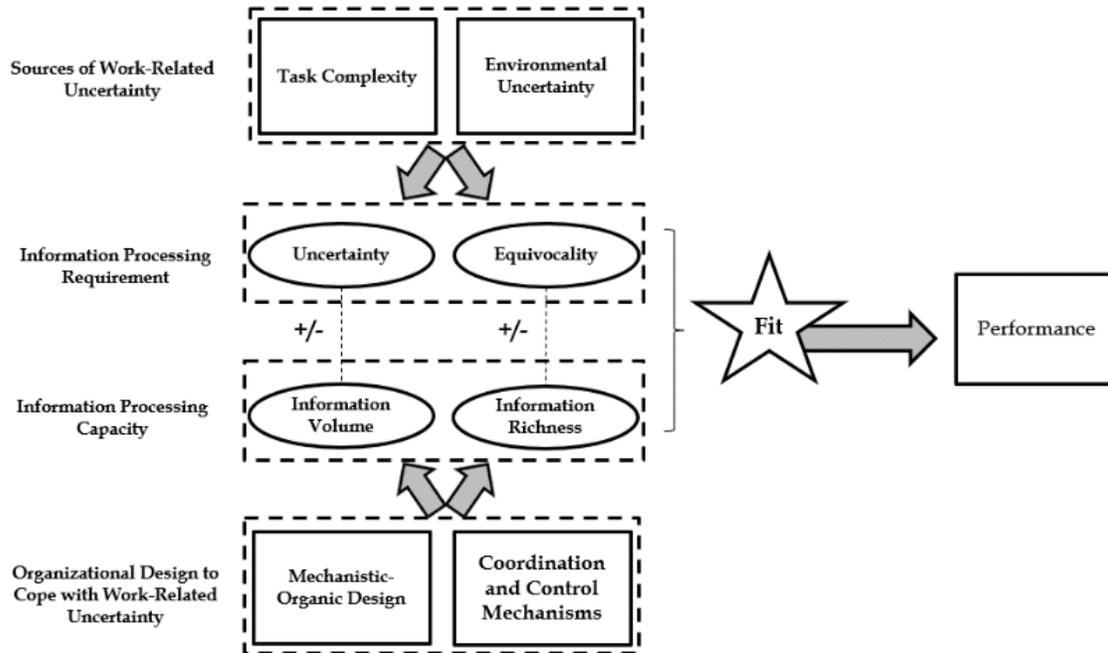 Sources of Work-Related
Uncertainty
Task Complexity
Environmental
Uncertainty
Information Processing
Requirement
Uncertainty
Equivocality
+/-
+/-
Fit
Performance
Information Processing
Capacity
Information
Volume
Information
Richness
Organizational Design to
Cope with Work-Related
Uncertainty
Mechanistic-
Organic Design
Coordination
and Control
Mechanisms